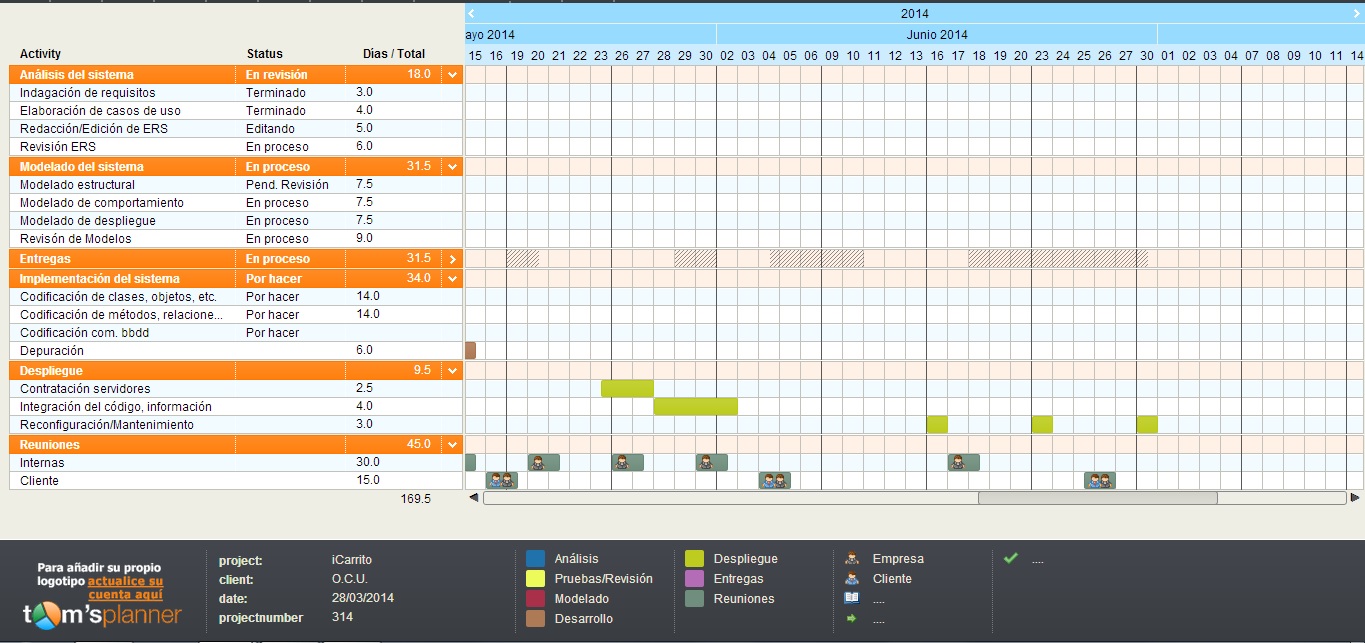 2014
ayo 2014 Junio 2014
Activity Status Días / Total 15 16 19 20 21 22 23 26 27 28 29 30 02 03 04 05 06 09 10 11 12 13 16 17 18 19 20 23 24 25 26 27 30 01 02 03 04 07 08 09 10 11 14
Análisis del sistema En revisión 18.0
Indagación de requisitos Terminado 3.0
Elaboración de casos de uso Terminado 4.0
Redacción/Edición de ERS Editando 5.0
Revisión ERS En proceso 6.0
Modelado del sistema En proceso 31.5
Modelado estructural Pend. Revisión 7.5
Modelado de comportamiento En proceso 7.5
Modelado de despliegue En proceso 7.5
Revisón de Modelos En proceso 9.0
Entregas En proceso 31.5
Implementación del sistema Por hacer 34.0
Codificación de clases, objetos, etc. Por hacer 14.0
Codificación de métodos, relacione... Por hacer 14.0
Codificación com. bbdd Por hacer
Depuración 6.0
Despliegue 9.5
Contratación servidores 2.5
Integración del código, información 4.0
Reconfiguración/Mantenimiento 3.0
Reuniones 45.0
Internas 30.0
Cliente 15.0
169.5
Para añadir su propio
logotipo actualice su
cuenta aquí
tom'splanner
project: iCarrito
client: O.C.U.
date: 28/03/2014
projectnumber 314
Análisis
Pruebas/Revisión
Modelado
Desarrollo
Despliegue
Entregas
Reuniones
Empresa
Cliente
....
....
....